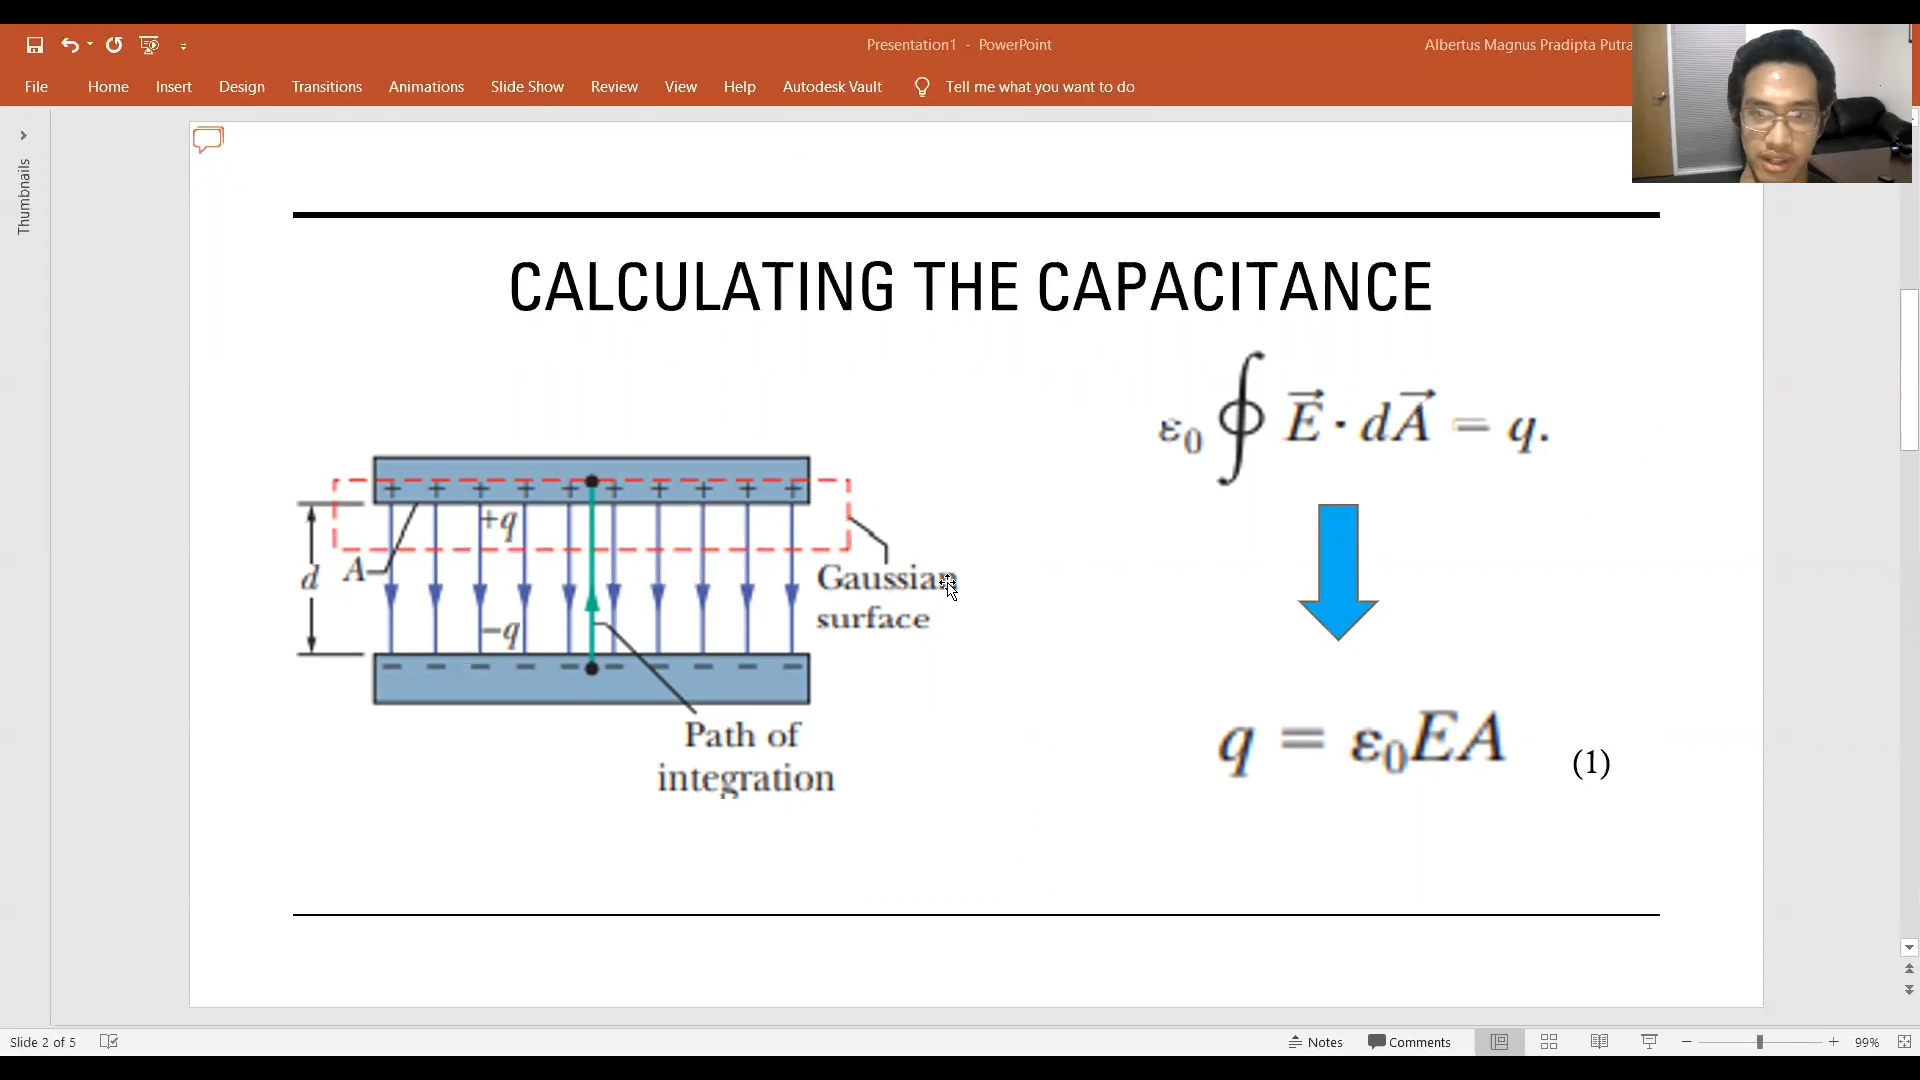 Presentation1 - PowerPoint
Albertus Magnus Pradipta Putra
File Home Insert Design Transitions Animations Slide Show Review View Help Autodesk Vault Tell me what you want to do
Thumbnails
CALCULATING THE CAPACITANCE
ε₀ ∮ E⃗ · dA⃗ = q.
+ + + + + + + + + +
+q
d
A
Gaussian
surface
−q
− − − − − − − − − −
Path of
integration
q = ε₀EA (1)
Slide 2 of 5
Notes
Comments
99%